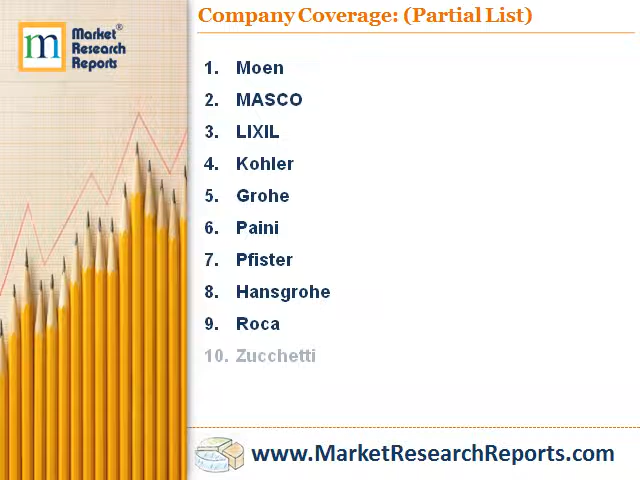 Company Coverage: (Partial List)
m
Market®
Research
Reports
1. Moen
2. MASCO
3. LIXIL
4. Kohler
5. Grohe
6. Paini
7. Pfister
8. Hansgrohe
9. Roca
10. Zucchetti
www.MarketResearchReports.com